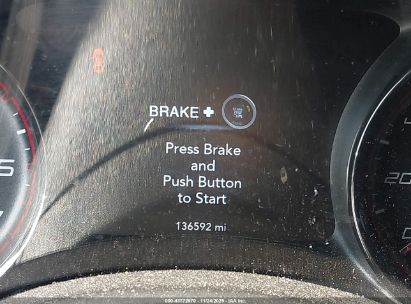 BRAKE +
Press Brake
and
Push Button
to Start
136592 mi